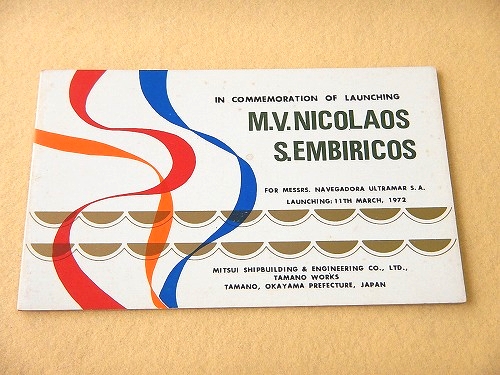 IN COMMEMORATION OF LAUNCHING
M.V.NICOLAOS
S.EMBIRICOS
FOR MESSRS. NAVEGADORA ULTRAMAR S.A.
LAUNCHING: 11TH MARCH, 1972
MITSUI SHIPBUILDING & ENGINEERING CO., LTD.,
TAMANO WORKS
TAMANO, OKAYAMA PREFECTURE, JAPAN